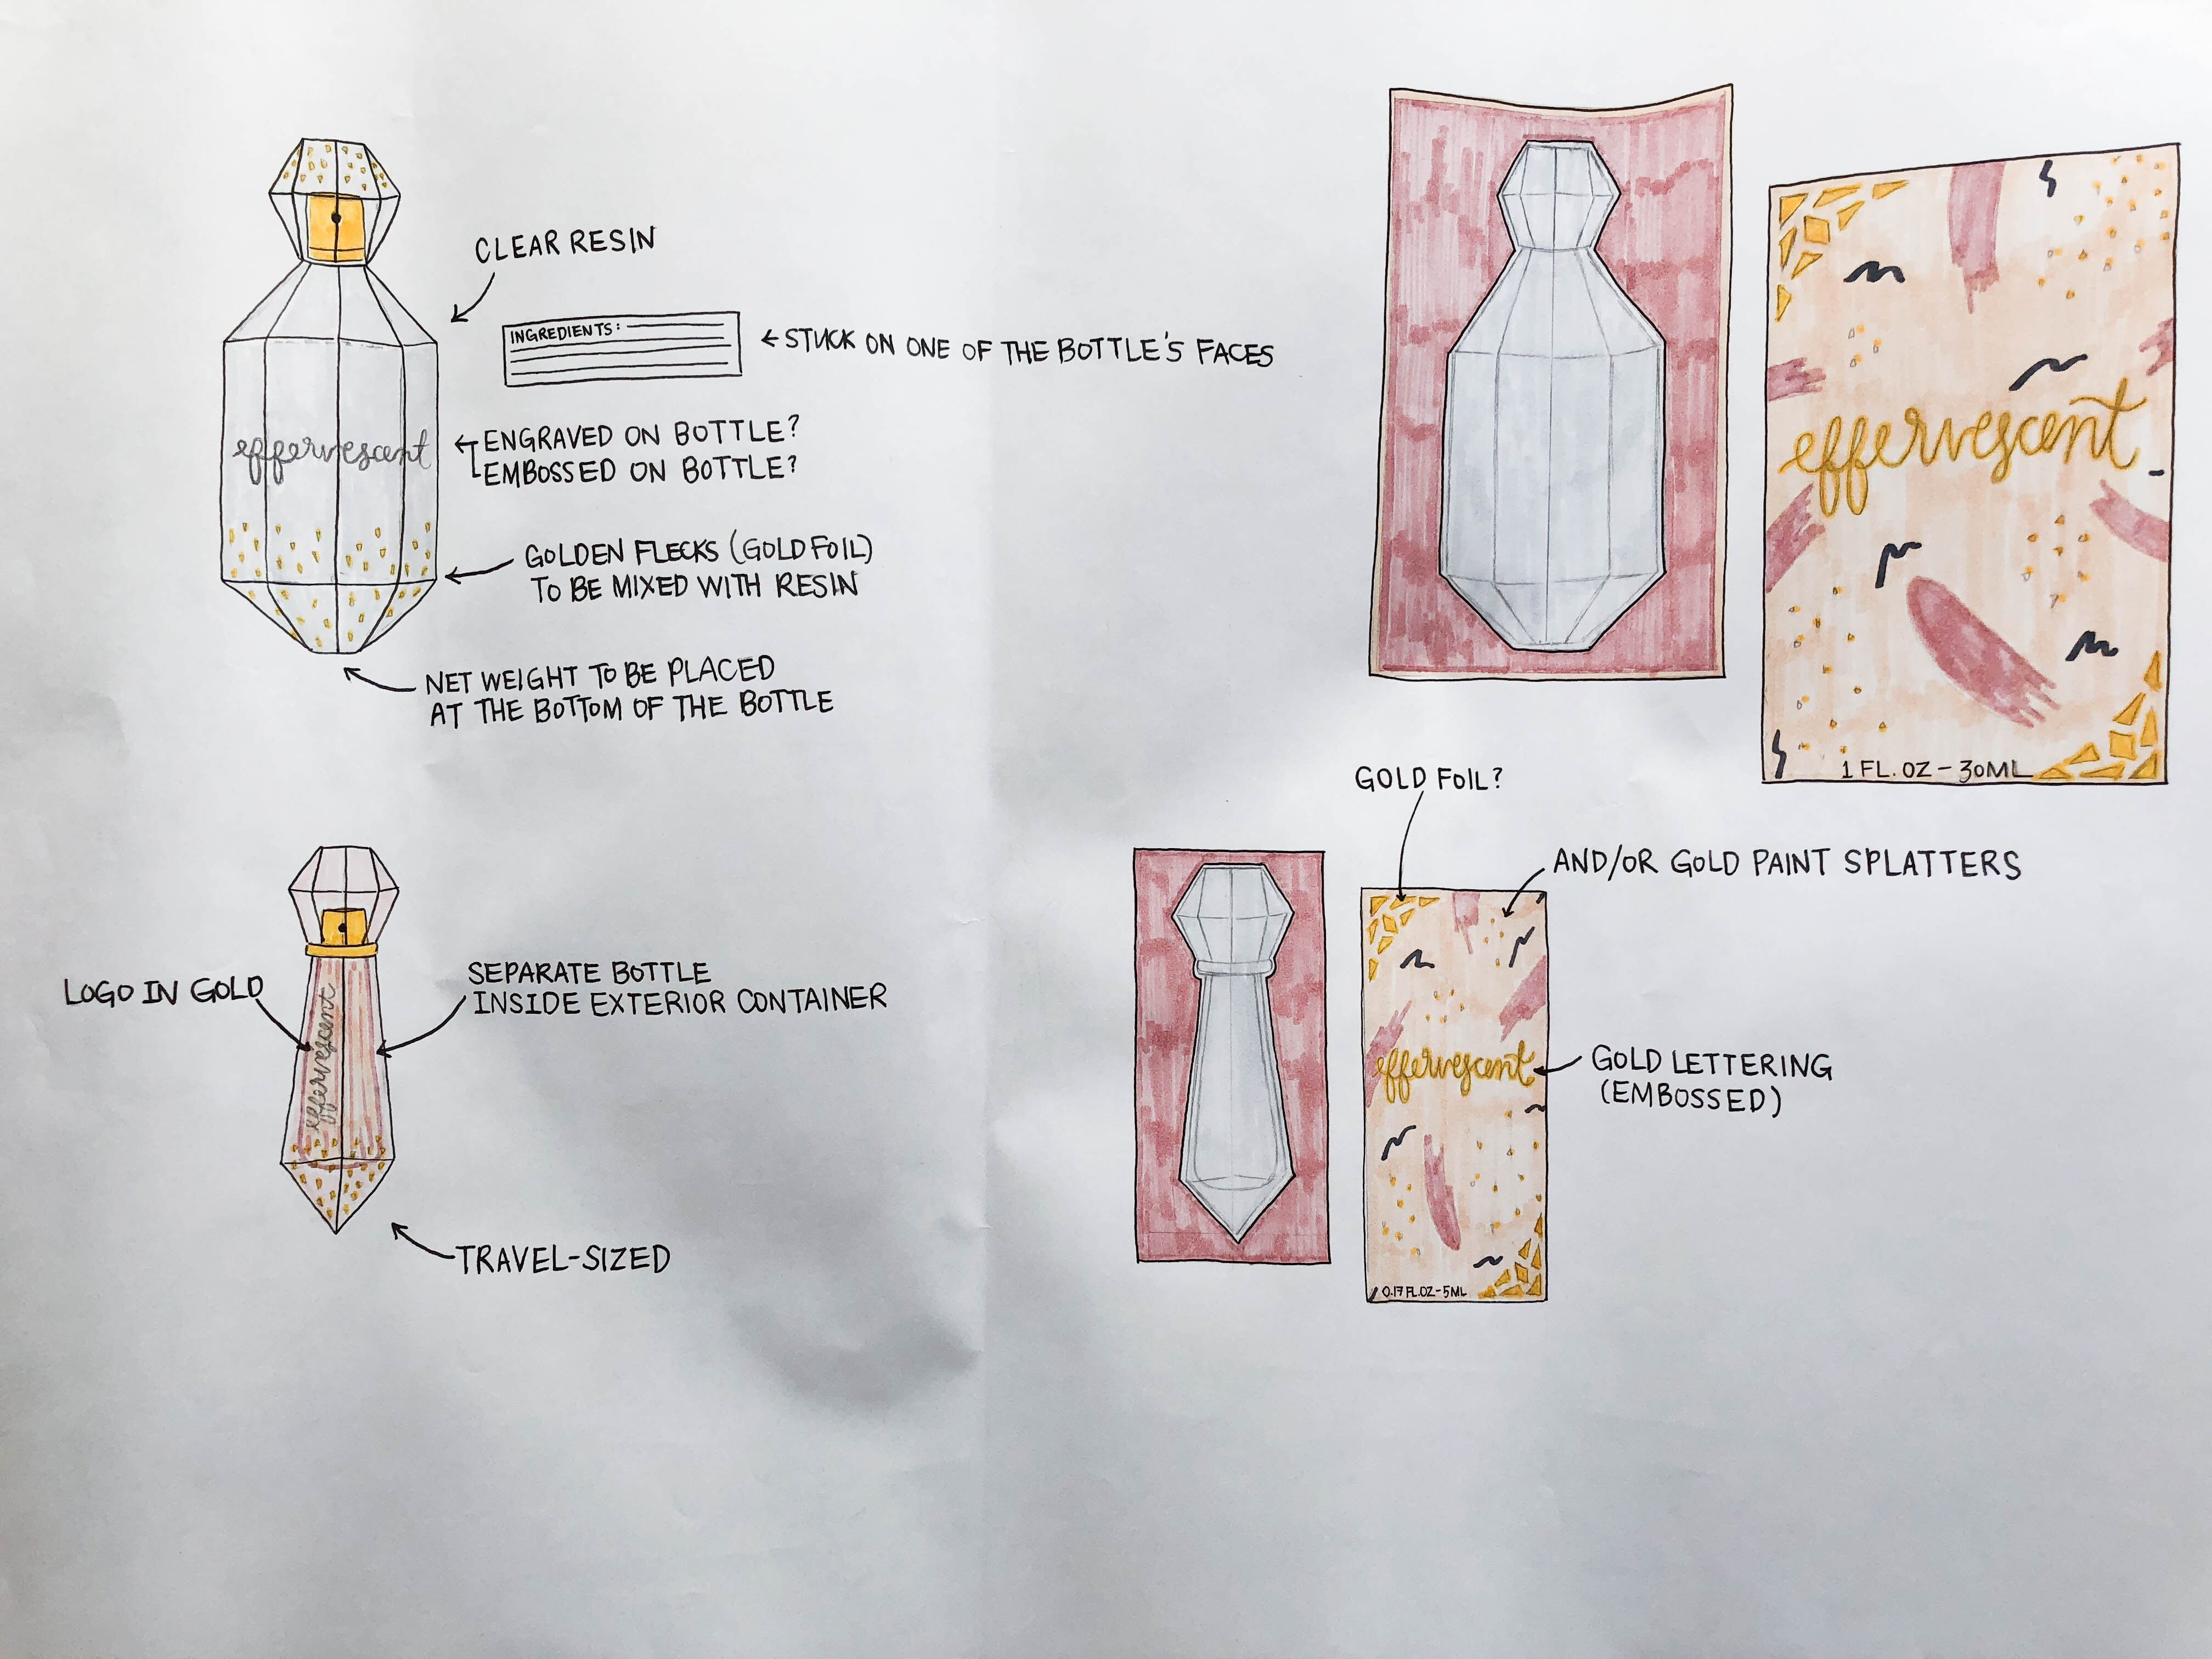 CLEAR RESIN
INGREDIENTS:
←STUCK ON ONE OF THE BOTTLE'S FACES
effervescent
ENGRAVED ON BOTTLE?
EMBOSSED ON BOTTLE?
GOLDEN FLECKS (GOLD FOIL)
TO BE MIXED WITH RESIN
NET WEIGHT TO BE PLACED
AT THE BOTTOM OF THE BOTTLE
effervescent
1 FL. OZ - 30ML
LOGO IN GOLD
effervescent
SEPARATE BOTTLE
INSIDE EXTERIOR CONTAINER
TRAVEL-SIZED
GOLD FOIL?
AND/OR GOLD PAINT SPLATTERS
effervescent
GOLD LETTERING
(EMBOSSED)
0.17 FL.OZ-5ML